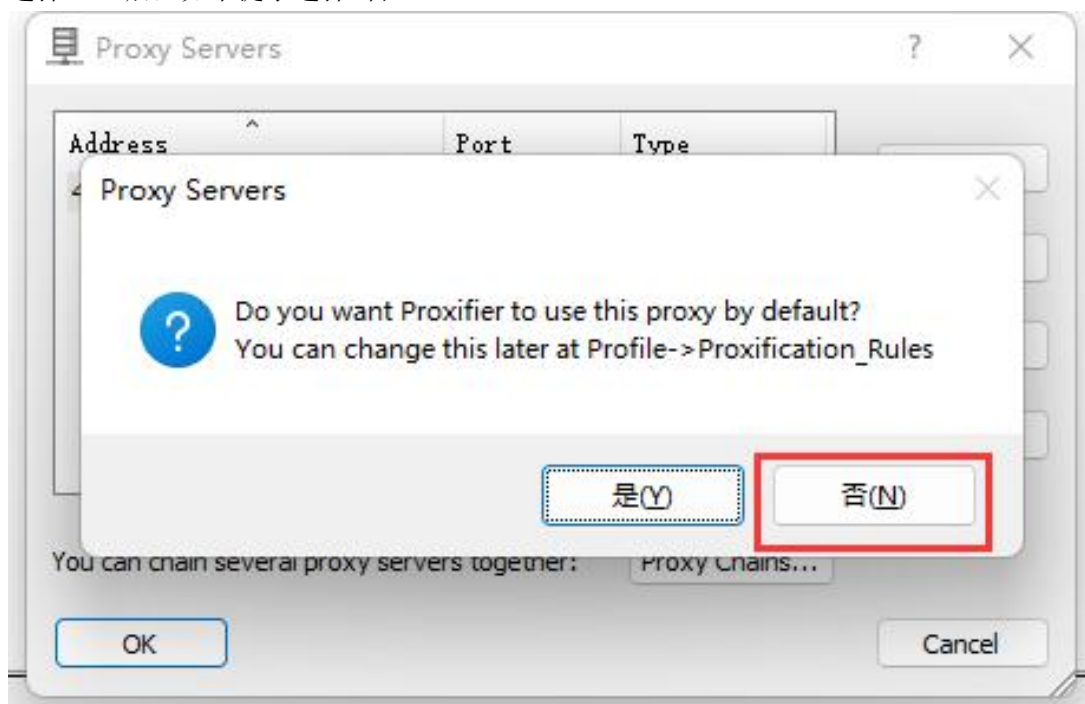 Proxy Servers
Address Port Type
Proxy Servers
Do you want Proxifier to use this proxy by default?
You can change this later at Profile->Proxification_Rules
是(Y) 否(N)
You can chain several proxy servers together: Proxy Chains...
OK Cancel